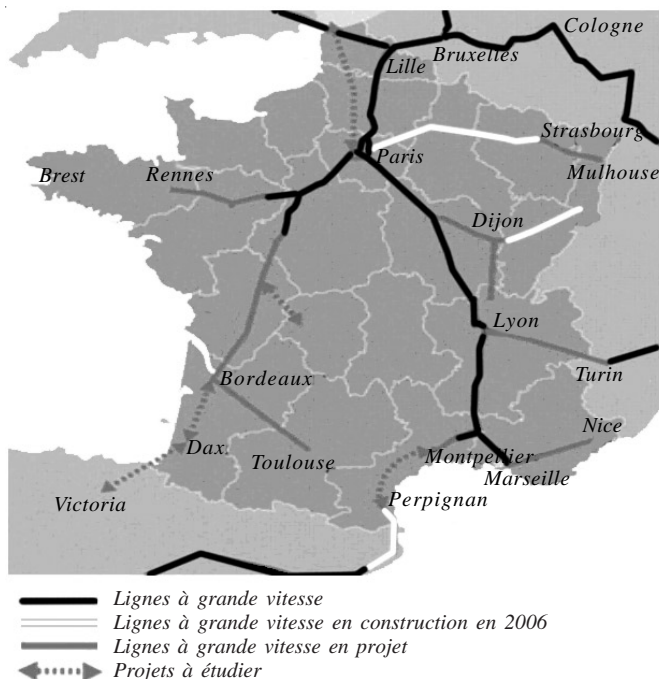 Cologne
Bruxelles
Lille
Strasbourg
Paris
Brest
Rennes
Mulhouse
Dijon
Lyon
Turin
Bordeaux
Nice
Dax
Toulouse
Montpellier
Marseille
Victoria
Perpignan
Lignes à grande vitesse
Lignes à grande vitesse en construction en 2006
Lignes à grande vitesse en projet
Projets à étudier